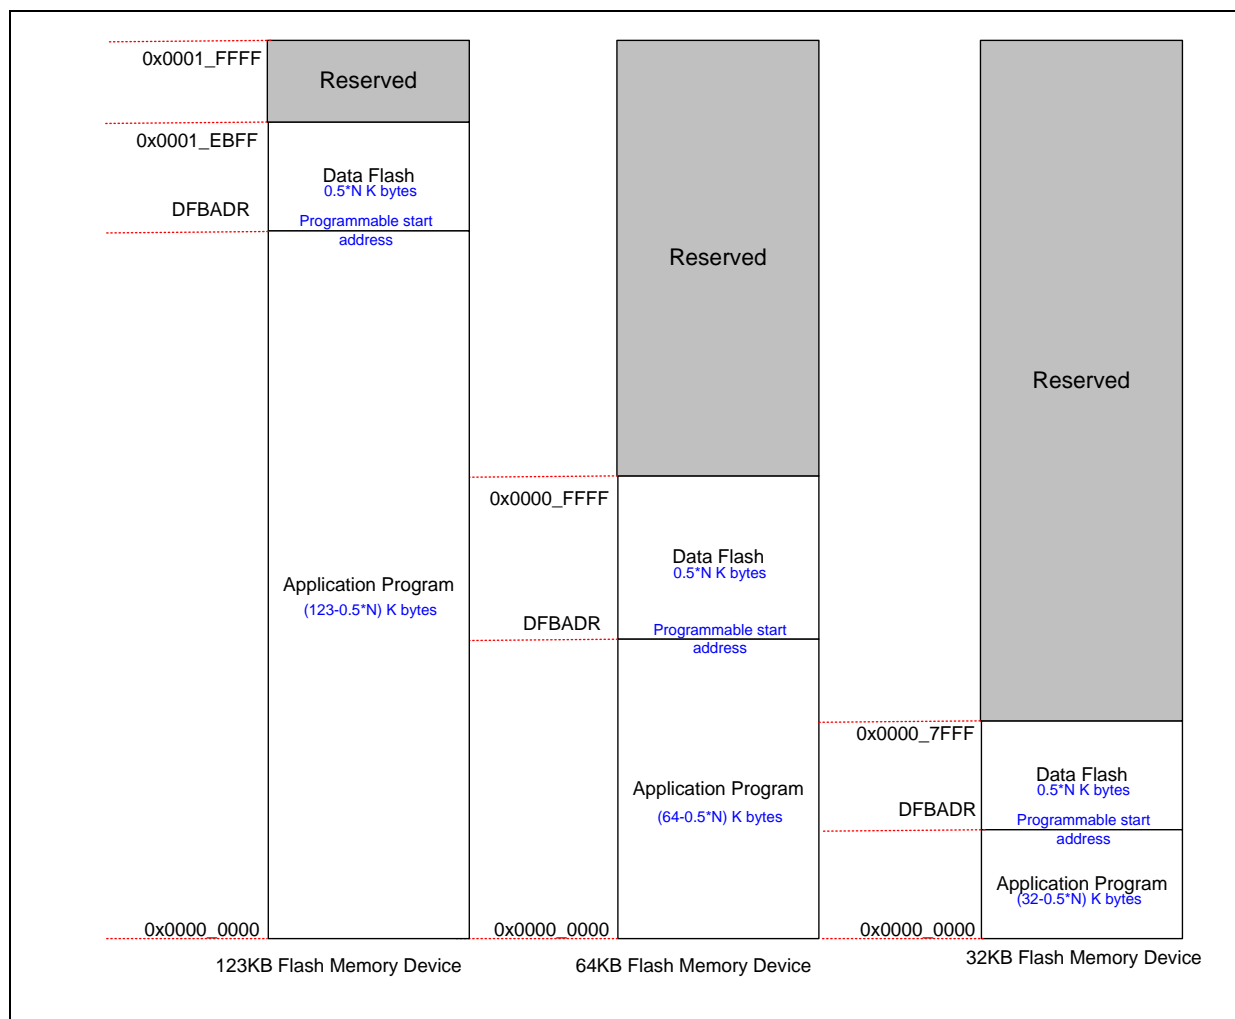 0x0001_FFFF
Reserved
0x0001_EBFF
Data Flash
0.5*N K bytes
DFBADR
Programmable start
address
Application Program
(123-0.5*N) K bytes
0x0000_0000
123KB Flash Memory Device
Reserved
0x0000_FFFF
Data Flash
0.5*N K bytes
DFBADR
Programmable start
address
Application Program
(64-0.5*N) K bytes
0x0000_0000
64KB Flash Memory Device
Reserved
0x0000_7FFF
Data Flash
0.5*N K bytes
DFBADR
Programmable start
address
Application Program
(32-0.5*N) K bytes
0x0000_0000
32KB Flash Memory Device